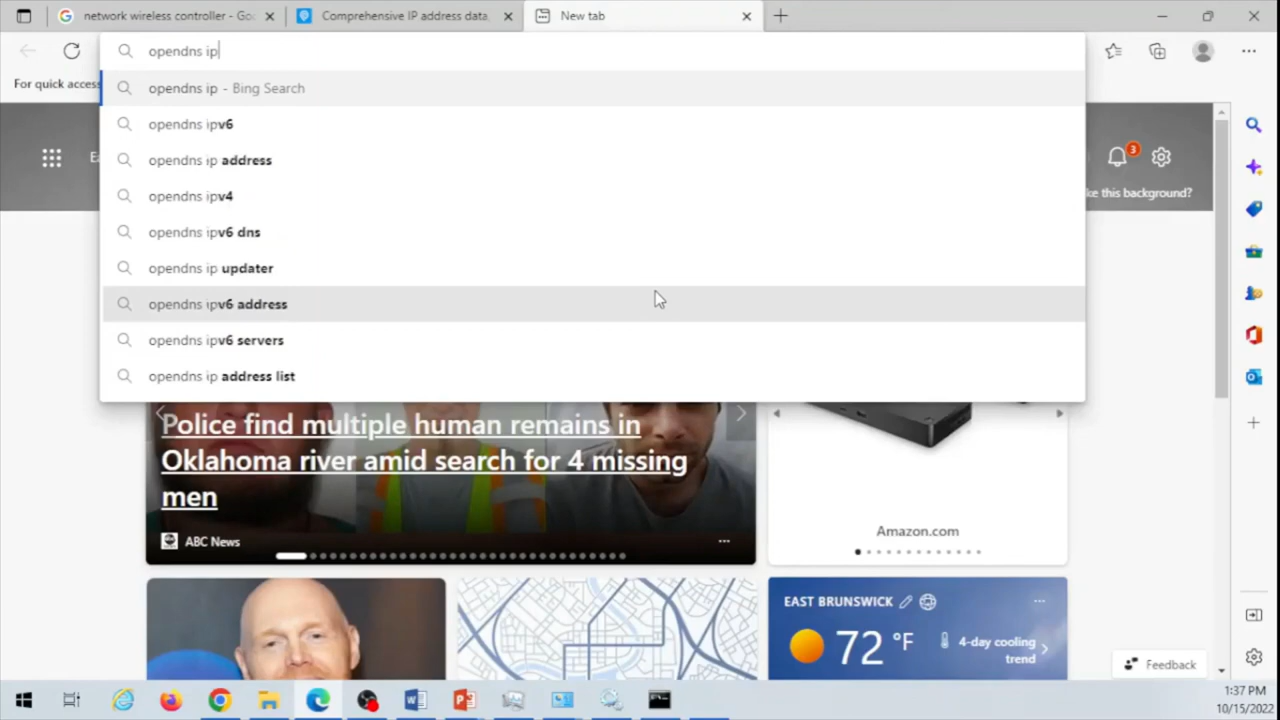 network wireless controller - Goo
Comprehensive IP address data,
New tab
opendns ip
For quick access
opendns ip - Bing Search
opendns ipv6
opendns ip address
opendns ipv4
opendns ipv6 dns
opendns ip updater
opendns ipv6 address
opendns ipv6 servers
opendns ip address list
3
ke this background?
Police find multiple human remains in
Oklahoma river amid search for 4 missing
men
ABC News
Amazon.com
EAST BRUNSWICK
72 °F
4-day cooling
trend
Feedback
1:37 PM
10/15/2022